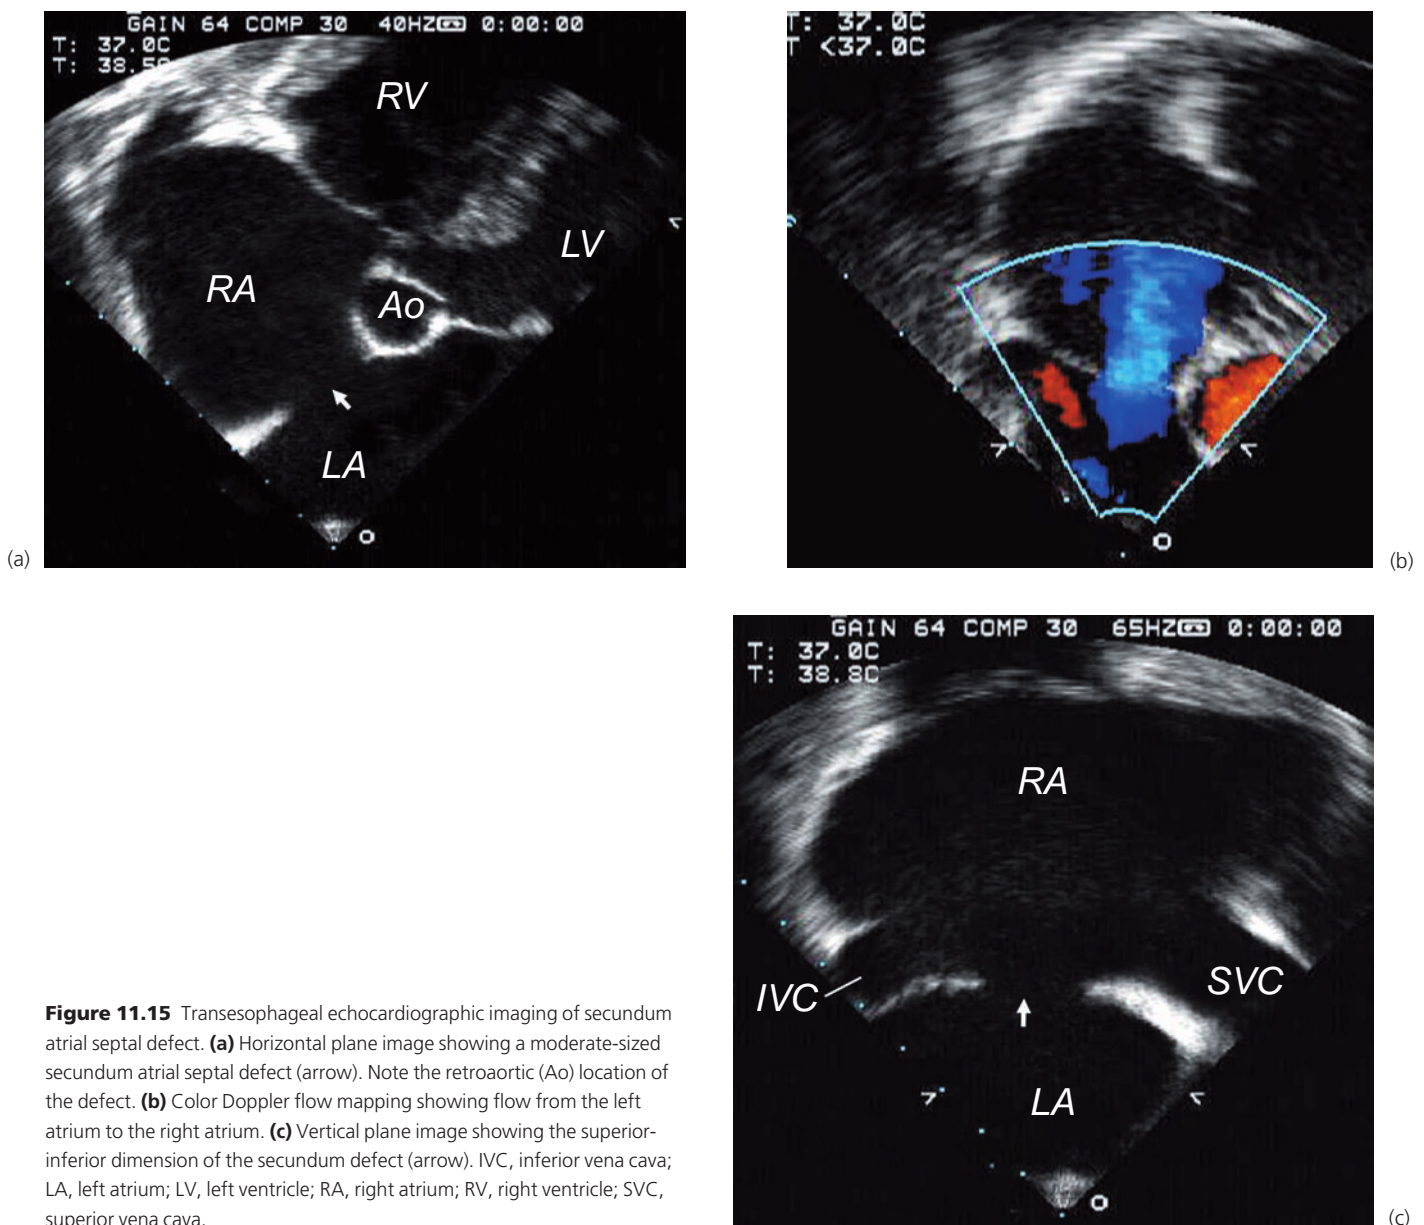 GAIN 64 COMP 30 40HZ 0:00:00
T: 37.0C
T: 38.5C
RV
LV
RA
Ao
LA
(a)
T: 37.0C
T <37.0C
(b)
GAIN 64 COMP 30 65HZ 0:00:00
T: 37.0C
T: 38.8C
RA
IVC
SVC
LA
(c)
Figure 11.15 Transesophageal echocardiographic imaging of secundum
atrial septal defect. (a) Horizontal plane image showing a moderate-sized
secundum atrial septal defect (arrow). Note the retroaortic (Ao) location of
the defect. (b) Color Doppler flow mapping showing flow from the left
atrium to the right atrium. (c) Vertical plane image showing the superior-
inferior dimension of the secundum defect (arrow). IVC, inferior vena cava;
LA, left atrium; LV, left ventricle; RA, right atrium; RV, right ventricle; SVC,
superior vena cava.